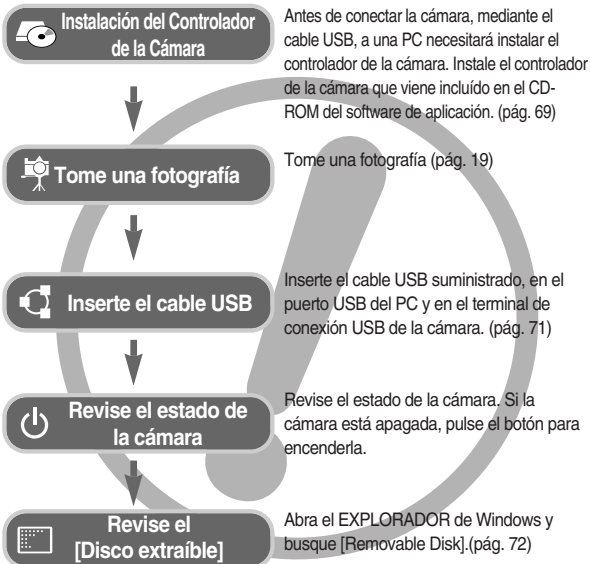 Instalación del Controlador
de la Cámara
Antes de conectar la cámara, mediante el
cable USB, a una PC necesitará instalar el
controlador de la cámara. Instale el controlador
de la cámara que viene incluído en el CD-
ROM del software de aplicación. (pág. 69)
Tome una fotografía
Tome una fotografía (pág. 19)
Inserte el cable USB
Inserte el cable USB suministrado, en el
puerto USB del PC y en el terminal de
conexión USB de la cámara. (pág. 71)
Revise el estado de
la cámara
Revise el estado de la cámara. Si la
cámara está apagada, pulse el botón para
encenderla.
Revise el
[Disco extraíble]
Abra el EXPLORADOR de Windows y
busque [Removable Disk].(pág. 72)